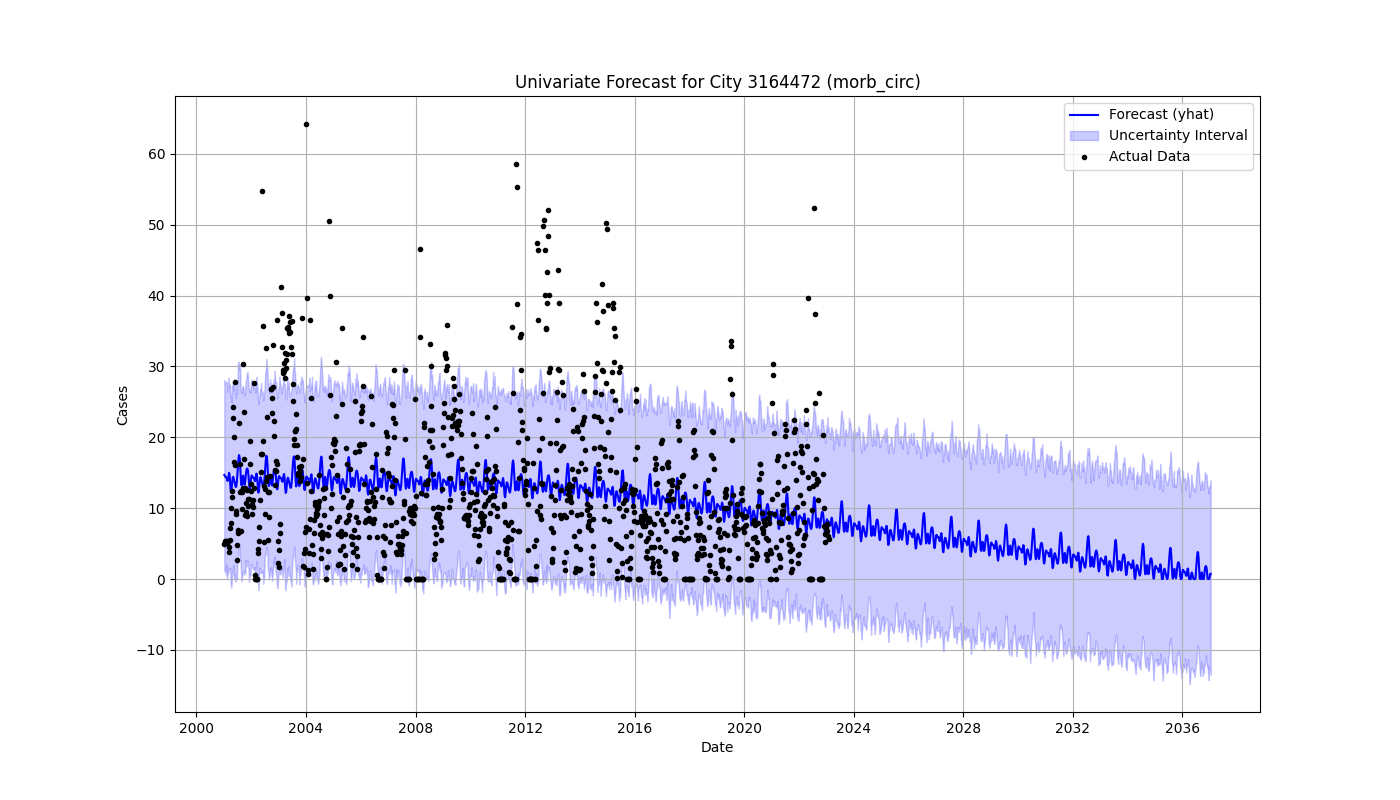 Univariate Forecast for City 3164472 (morb_circ)
Forecast (yhat)
Uncertainty Interval
Actual Data
Cases
60
50
40
30
20
10
0
−10
2000 2004 2008 2012 2016 2020 2024 2028 2032 2036
Date